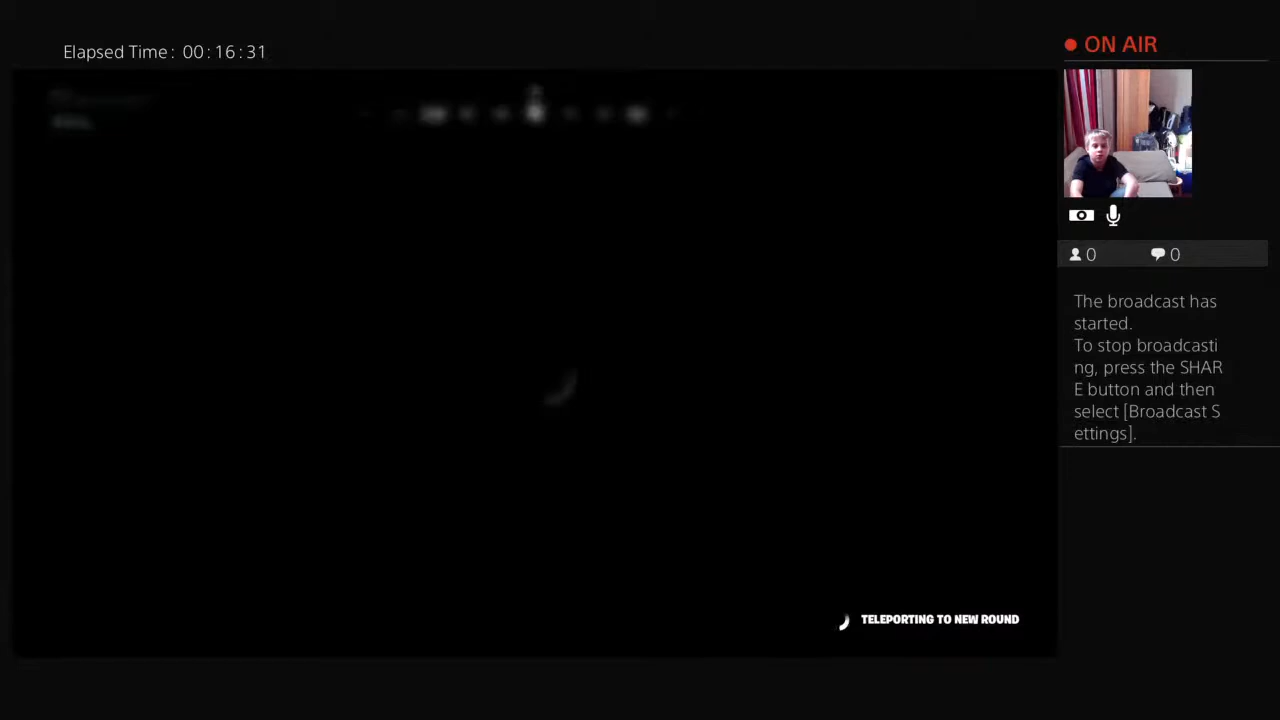 Elapsed Time: 00:16:31
ON AIR
0 0
The broadcast has
started.
To stop broadcasti
ng, press the SHAR
E button and then
select [Broadcast S
ettings].
TELEPORTING TO NEW ROUND